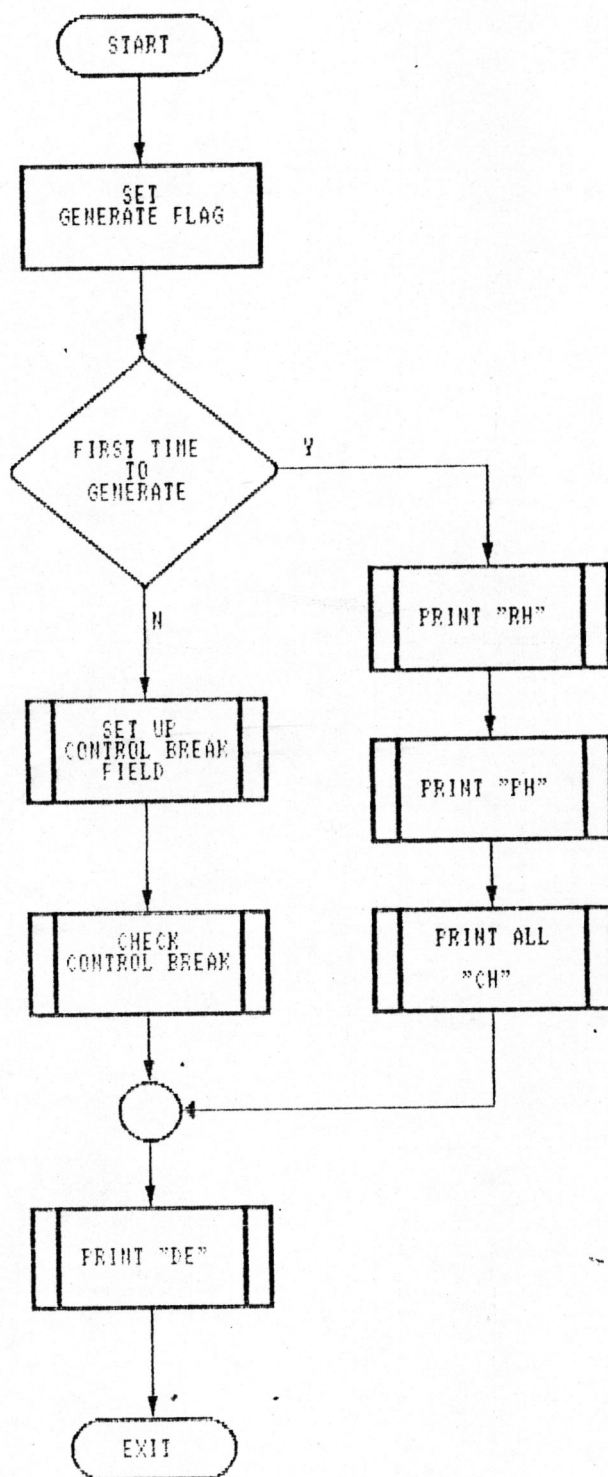 START
SET
GENERATE FLAG
FIRST TIME
TO
GENERATE
Y
N
PRINT "RH"
SET UP
CONTROL BREAK
FIELD
PRINT "PH"
CHECK
CONTROL BREAK
PRINT ALL
"CH"
PRINT "DE"
EXIT